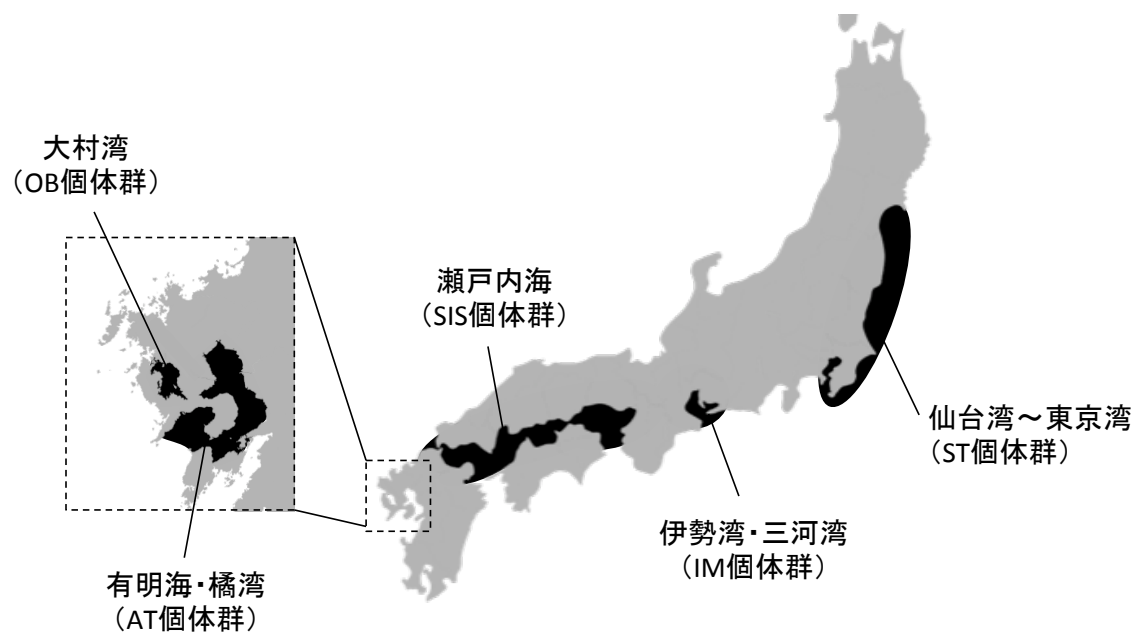 大村湾
（OB個体群）
瀬戸内海
（SIS個体群）
仙台湾～東京湾
（ST個体群）
伊勢湾・三河湾
（IM個体群）
有明海・橘湾
（AT個体群）